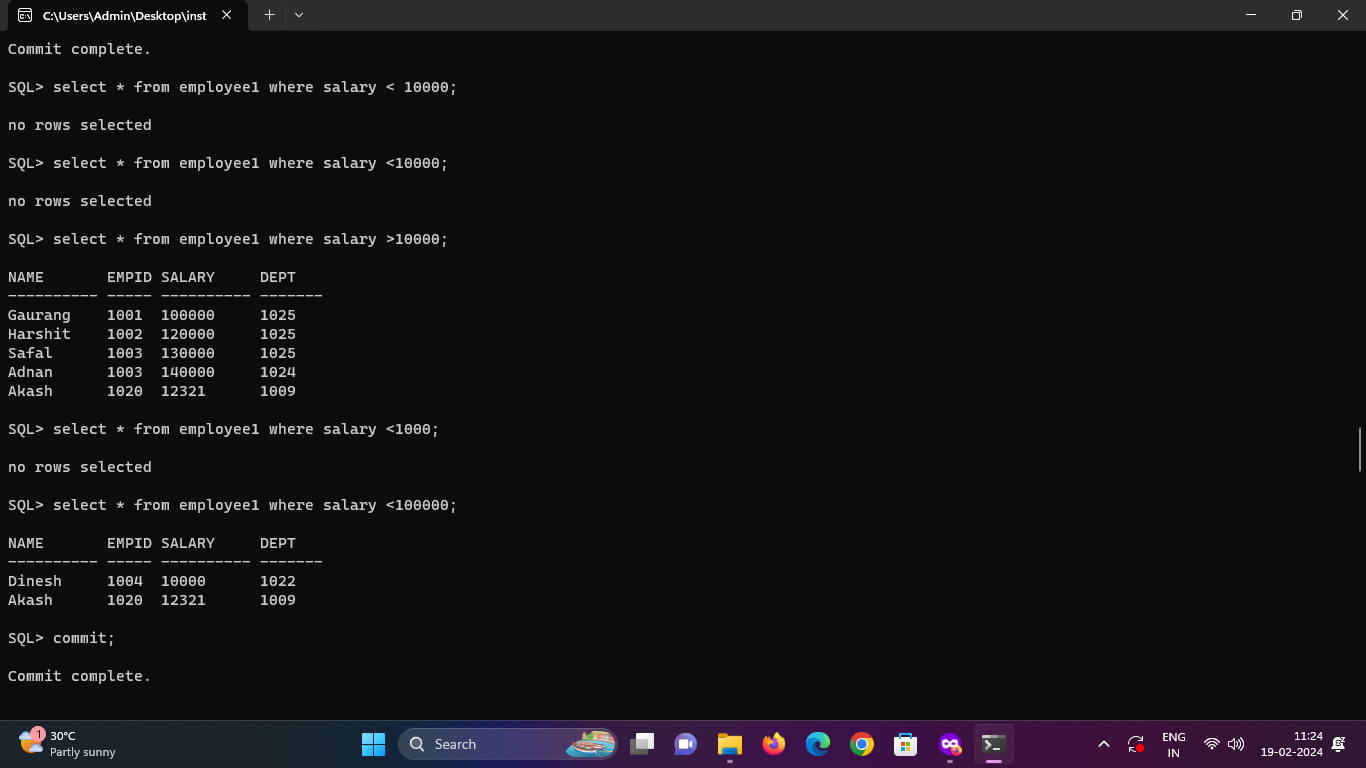 C:\Users\Admin\Desktop\inst
Commit complete.
SQL> select * from employee1 where salary < 10000;
no rows selected
SQL> select * from employee1 where salary <10000;
no rows selected
SQL> select * from employee1 where salary >10000;
NAME       EMPID SALARY     DEPT
---------- ----- ---------- -------
Gaurang    1001  100000     1025
Harshit    1002  120000     1025
Safal      1003  130000     1025
Adnan      1003  140000     1024
Akash      1020  12321      1009
SQL> select * from employee1 where salary <1000;
no rows selected
SQL> select * from employee1 where salary <100000;
NAME       EMPID SALARY     DEPT
---------- ----- ---------- -------
Dinesh     1004  10000      1022
Akash      1020  12321      1009
SQL> commit;
Commit complete.
1
30°C
Partly sunny
Search
ENG
IN
11:24
19-02-2024